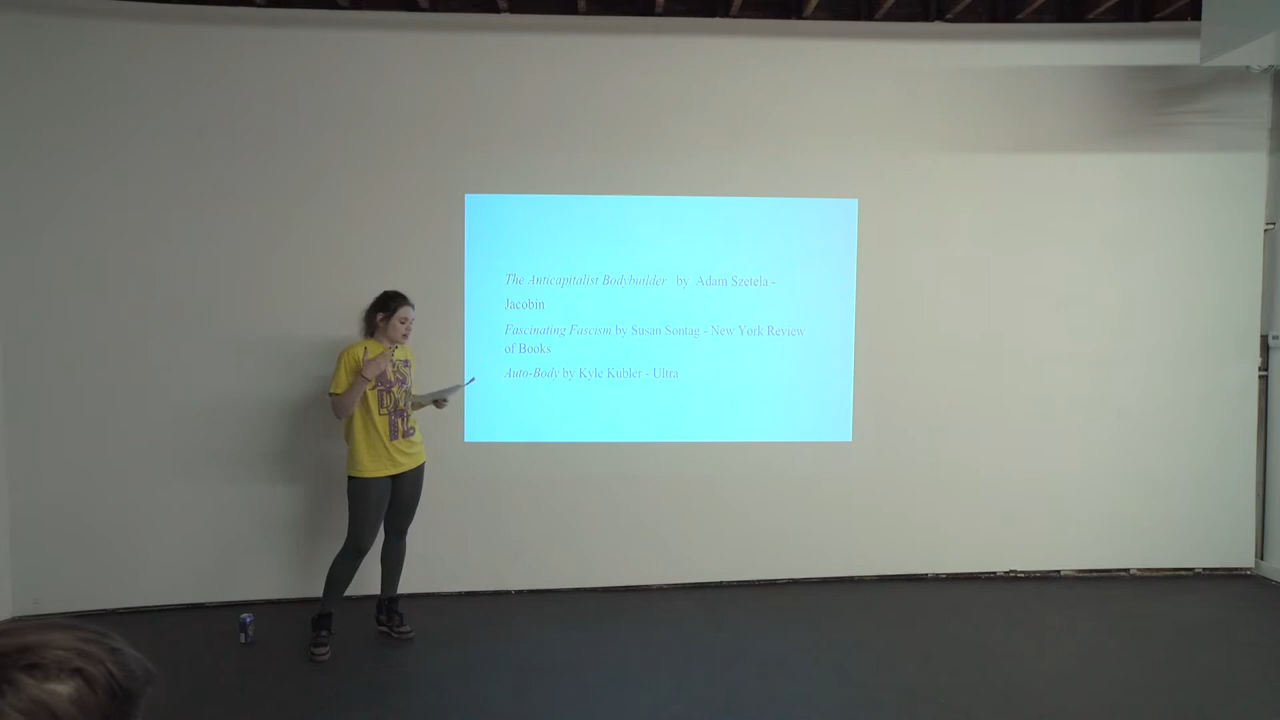 The Anticapitalist Bodybuilder by Adam Szetela -
Jacobin
Fascinating Fascism by Susan Sontag - New York Review
of Books
Auto-Body by Kyle Kubler - Ultra